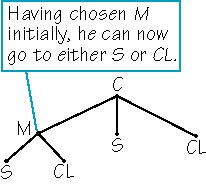 Having chosen M
initially, he can now
go to either S or CL.
C
M
S
CL
S
CL